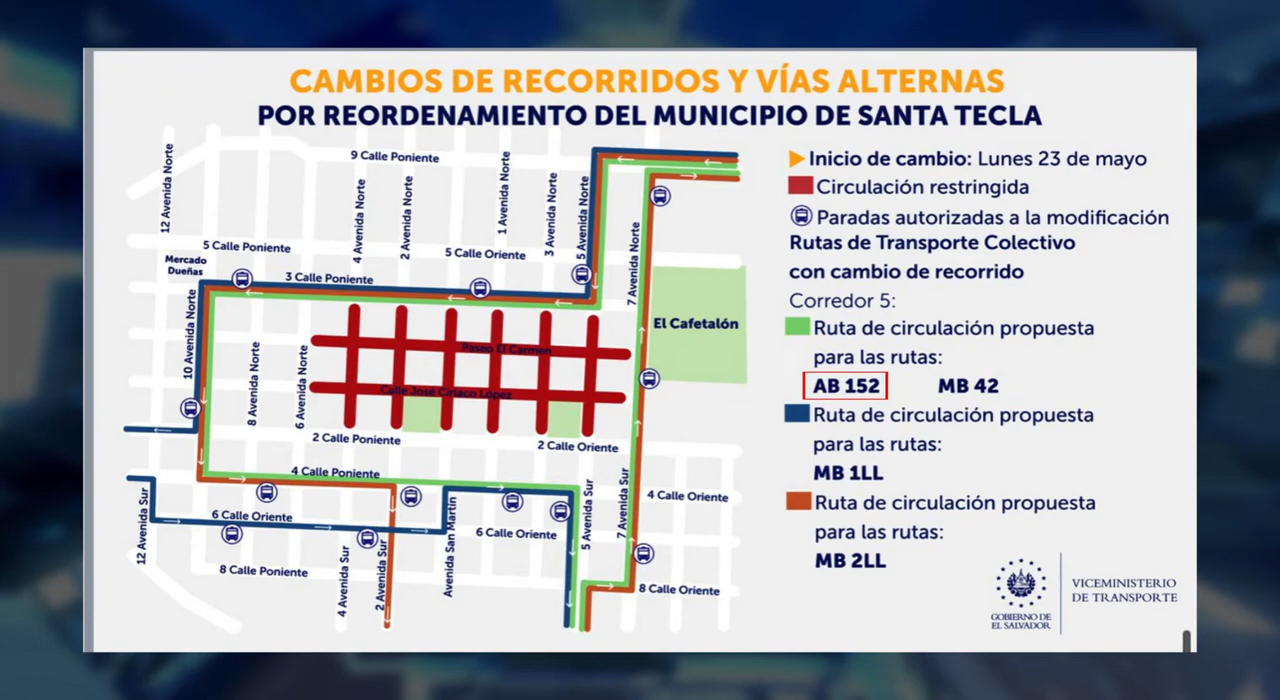 CAMBIOS DE RECORRIDOS Y VÍAS ALTERNAS
POR REORDENAMIENTO DEL MUNICIPIO DE SANTA TECLA
12 Avenida Norte
9 Calle Poniente
4 Avenida Norte
2 Avenida Norte
1 Avenida Norte
3 Avenida Norte
5 Avenida Norte
7 Avenida Norte
5 Calle Poniente
5 Calle Oriente
Mercado
Dueñas
3 Calle Poniente
10 Avenida Norte
8 Avenida Norte
6 Avenida Norte
Paseo El Carmen
Calle José Ciriaco López
El Cafetalón
2 Calle Poniente
2 Calle Oriente
4 Calle Poniente
4 Calle Oriente
12 Avenida Sur
6 Calle Oriente
Avenida San Martín
6 Calle Oriente
5 Avenida Sur
7 Avenida Sur
8 Calle Poniente
4 Avenida Sur
2 Avenida Sur
8 Calle Oriente
Inicio de cambio: Lunes 23 de mayo
Circulación restringida
Paradas autorizadas a la modificación
Rutas de Transporte Colectivo
con cambio de recorrido
Corredor 5:
Ruta de circulación propuesta
para las rutas:
AB 152 MB 42
Ruta de circulación propuesta
para las rutas:
MB 1LL
Ruta de circulación propuesta
para las rutas:
MB 2LL
GOBIERNO DE
EL SALVADOR
VICEMINISTERIO
DE TRANSPORTE